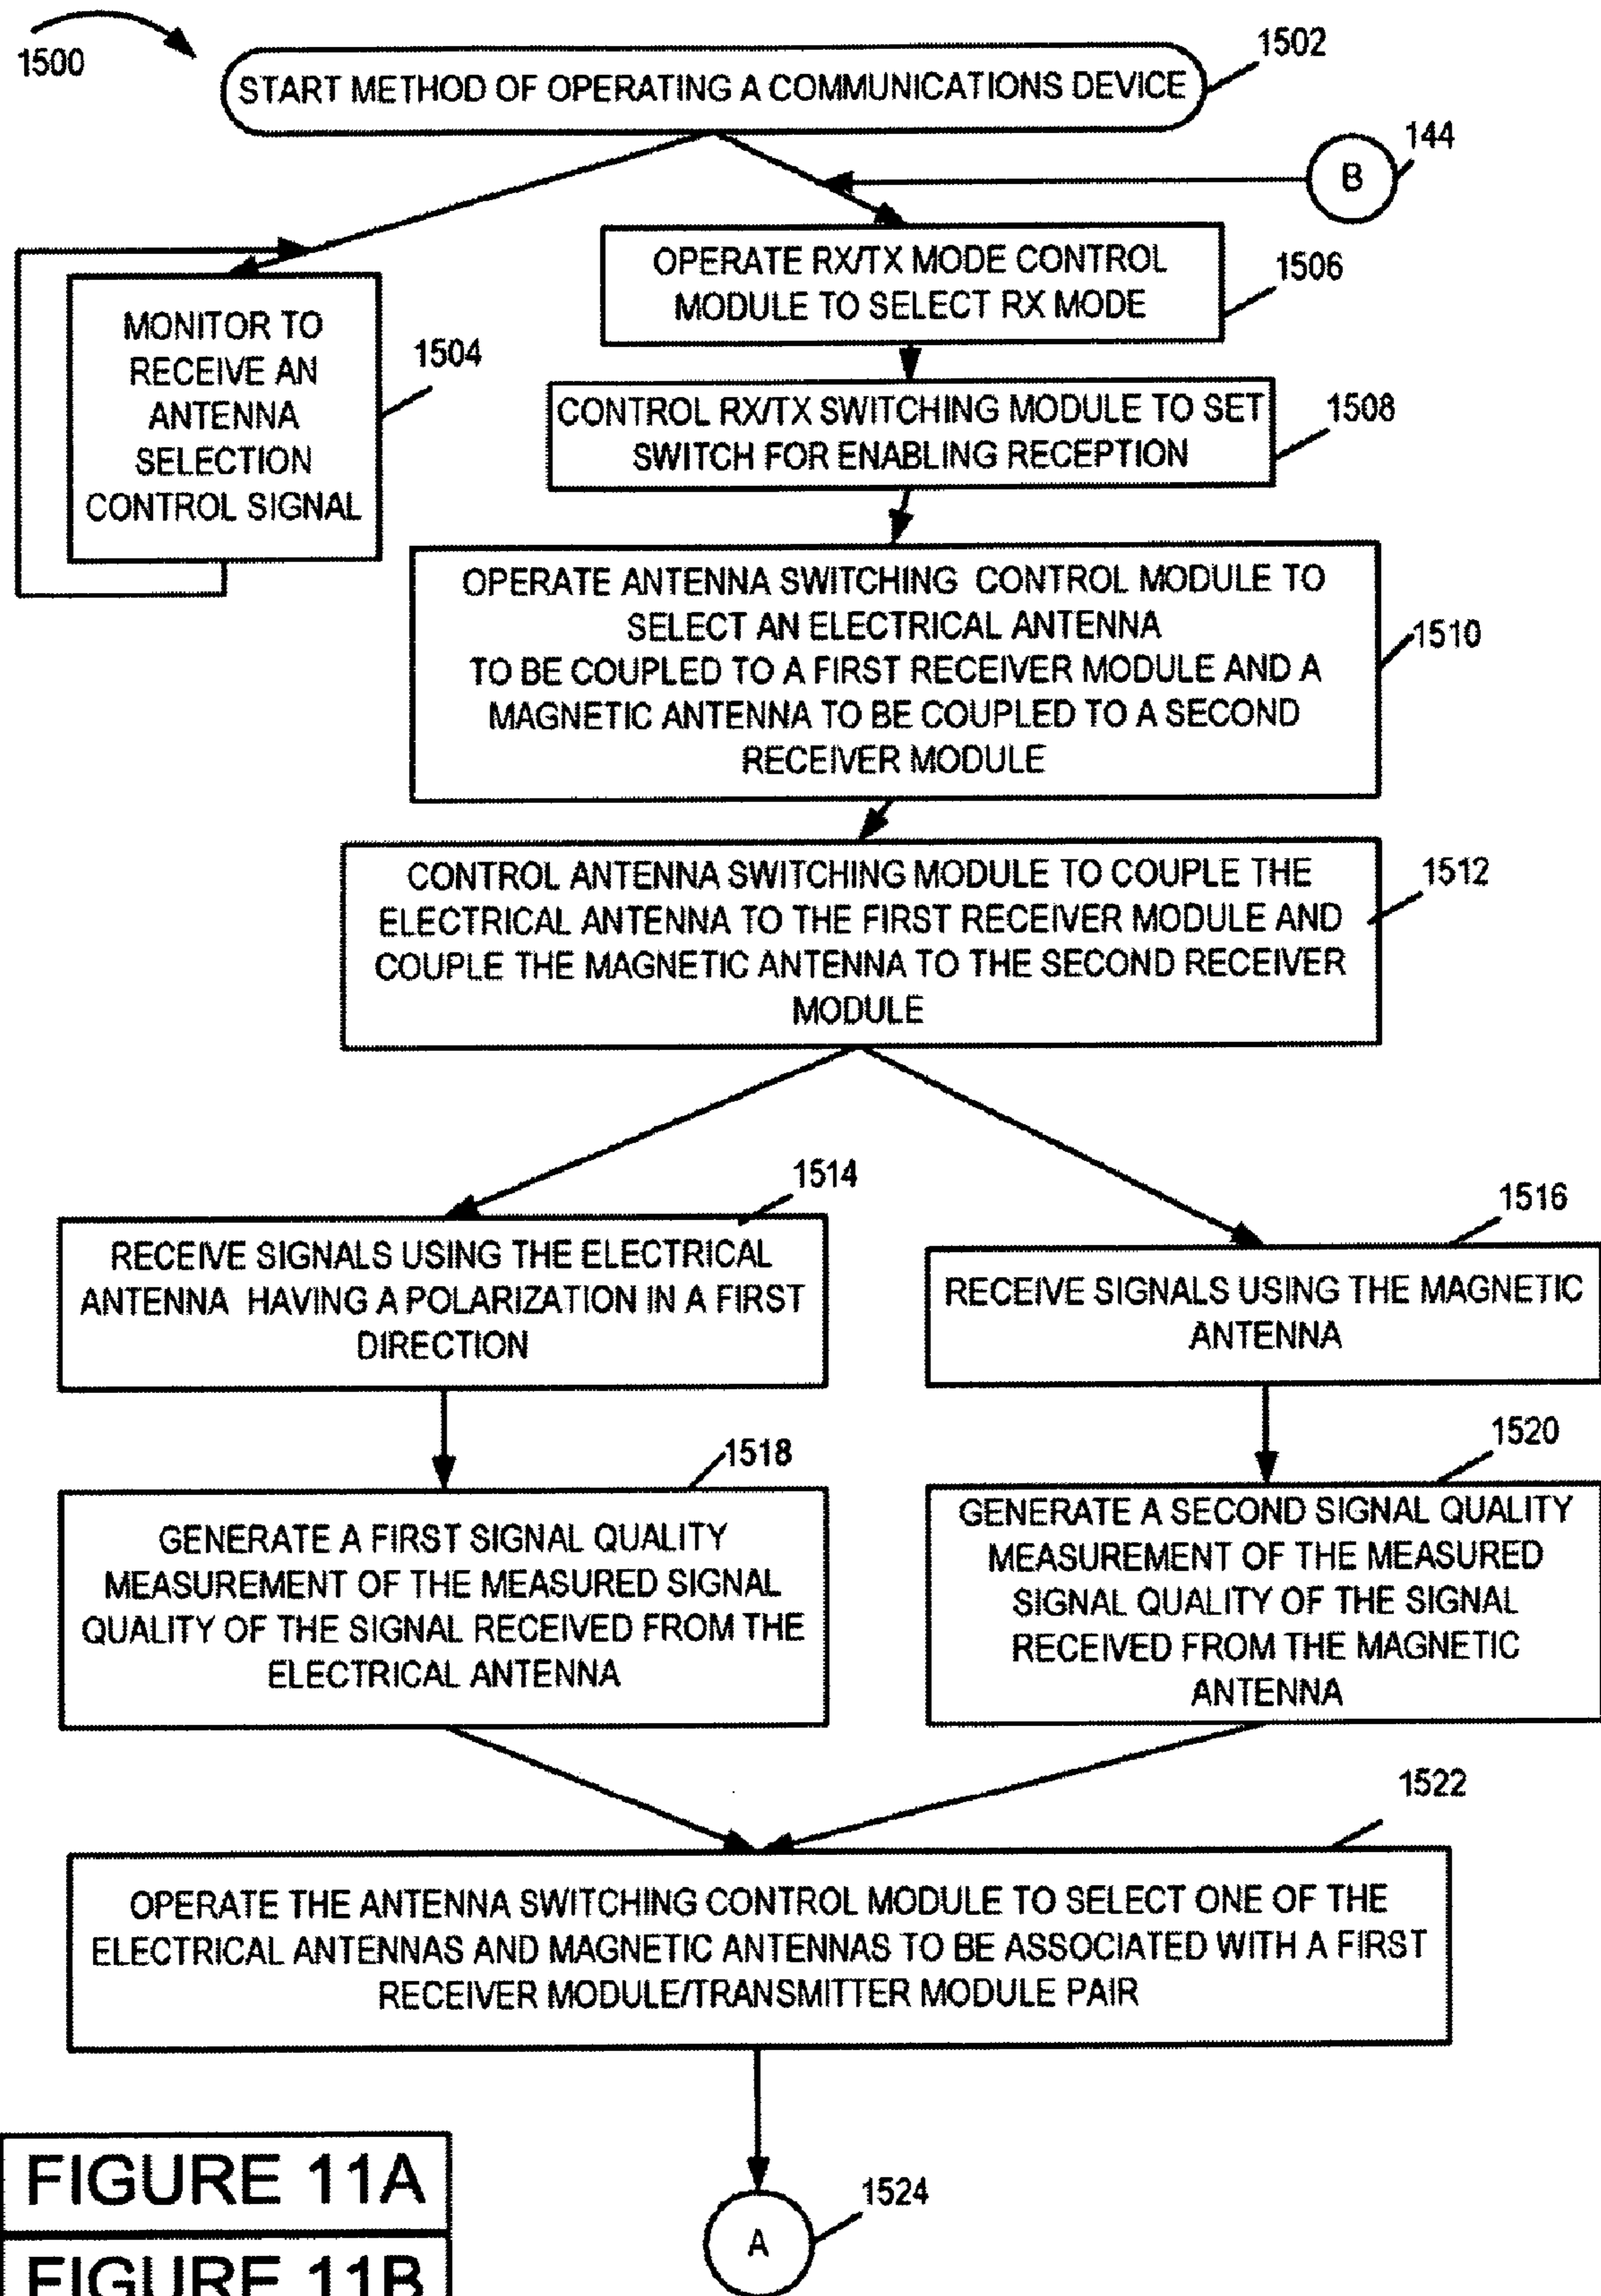 1500
START METHOD OF OPERATING A COMMUNICATIONS DEVICE
1502
B
144
MONITOR TO
RECEIVE AN
ANTENNA
SELECTION
CONTROL SIGNAL
1504
OPERATE RX/TX MODE CONTROL
MODULE TO SELECT RX MODE
1506
CONTROL RX/TX SWITCHING MODULE TO SET
SWITCH FOR ENABLING RECEPTION
1508
OPERATE ANTENNA SWITCHING CONTROL MODULE TO
SELECT AN ELECTRICAL ANTENNA
TO BE COUPLED TO A FIRST RECEIVER MODULE AND A
MAGNETIC ANTENNA TO BE COUPLED TO A SECOND
RECEIVER MODULE
1510
CONTROL ANTENNA SWITCHING MODULE TO COUPLE THE
ELECTRICAL ANTENNA TO THE FIRST RECEIVER MODULE AND
COUPLE THE MAGNETIC ANTENNA TO THE SECOND RECEIVER
MODULE
1512
1514
RECEIVE SIGNALS USING THE ELECTRICAL
ANTENNA HAVING A POLARIZATION IN A FIRST
DIRECTION
1516
RECEIVE SIGNALS USING THE MAGNETIC
ANTENNA
1518
GENERATE A FIRST SIGNAL QUALITY
MEASUREMENT OF THE MEASURED SIGNAL
QUALITY OF THE SIGNAL RECEIVED FROM THE
ELECTRICAL ANTENNA
1520
GENERATE A SECOND SIGNAL QUALITY
MEASUREMENT OF THE MEASURED
SIGNAL QUALITY OF THE SIGNAL
RECEIVED FROM THE MAGNETIC
ANTENNA
1522
OPERATE THE ANTENNA SWITCHING CONTROL MODULE TO SELECT ONE OF THE
ELECTRICAL ANTENNAS AND MAGNETIC ANTENNAS TO BE ASSOCIATED WITH A FIRST
RECEIVER MODULE/TRANSMITTER MODULE PAIR
A
1524
FIGURE 11A
FIGURE 11B